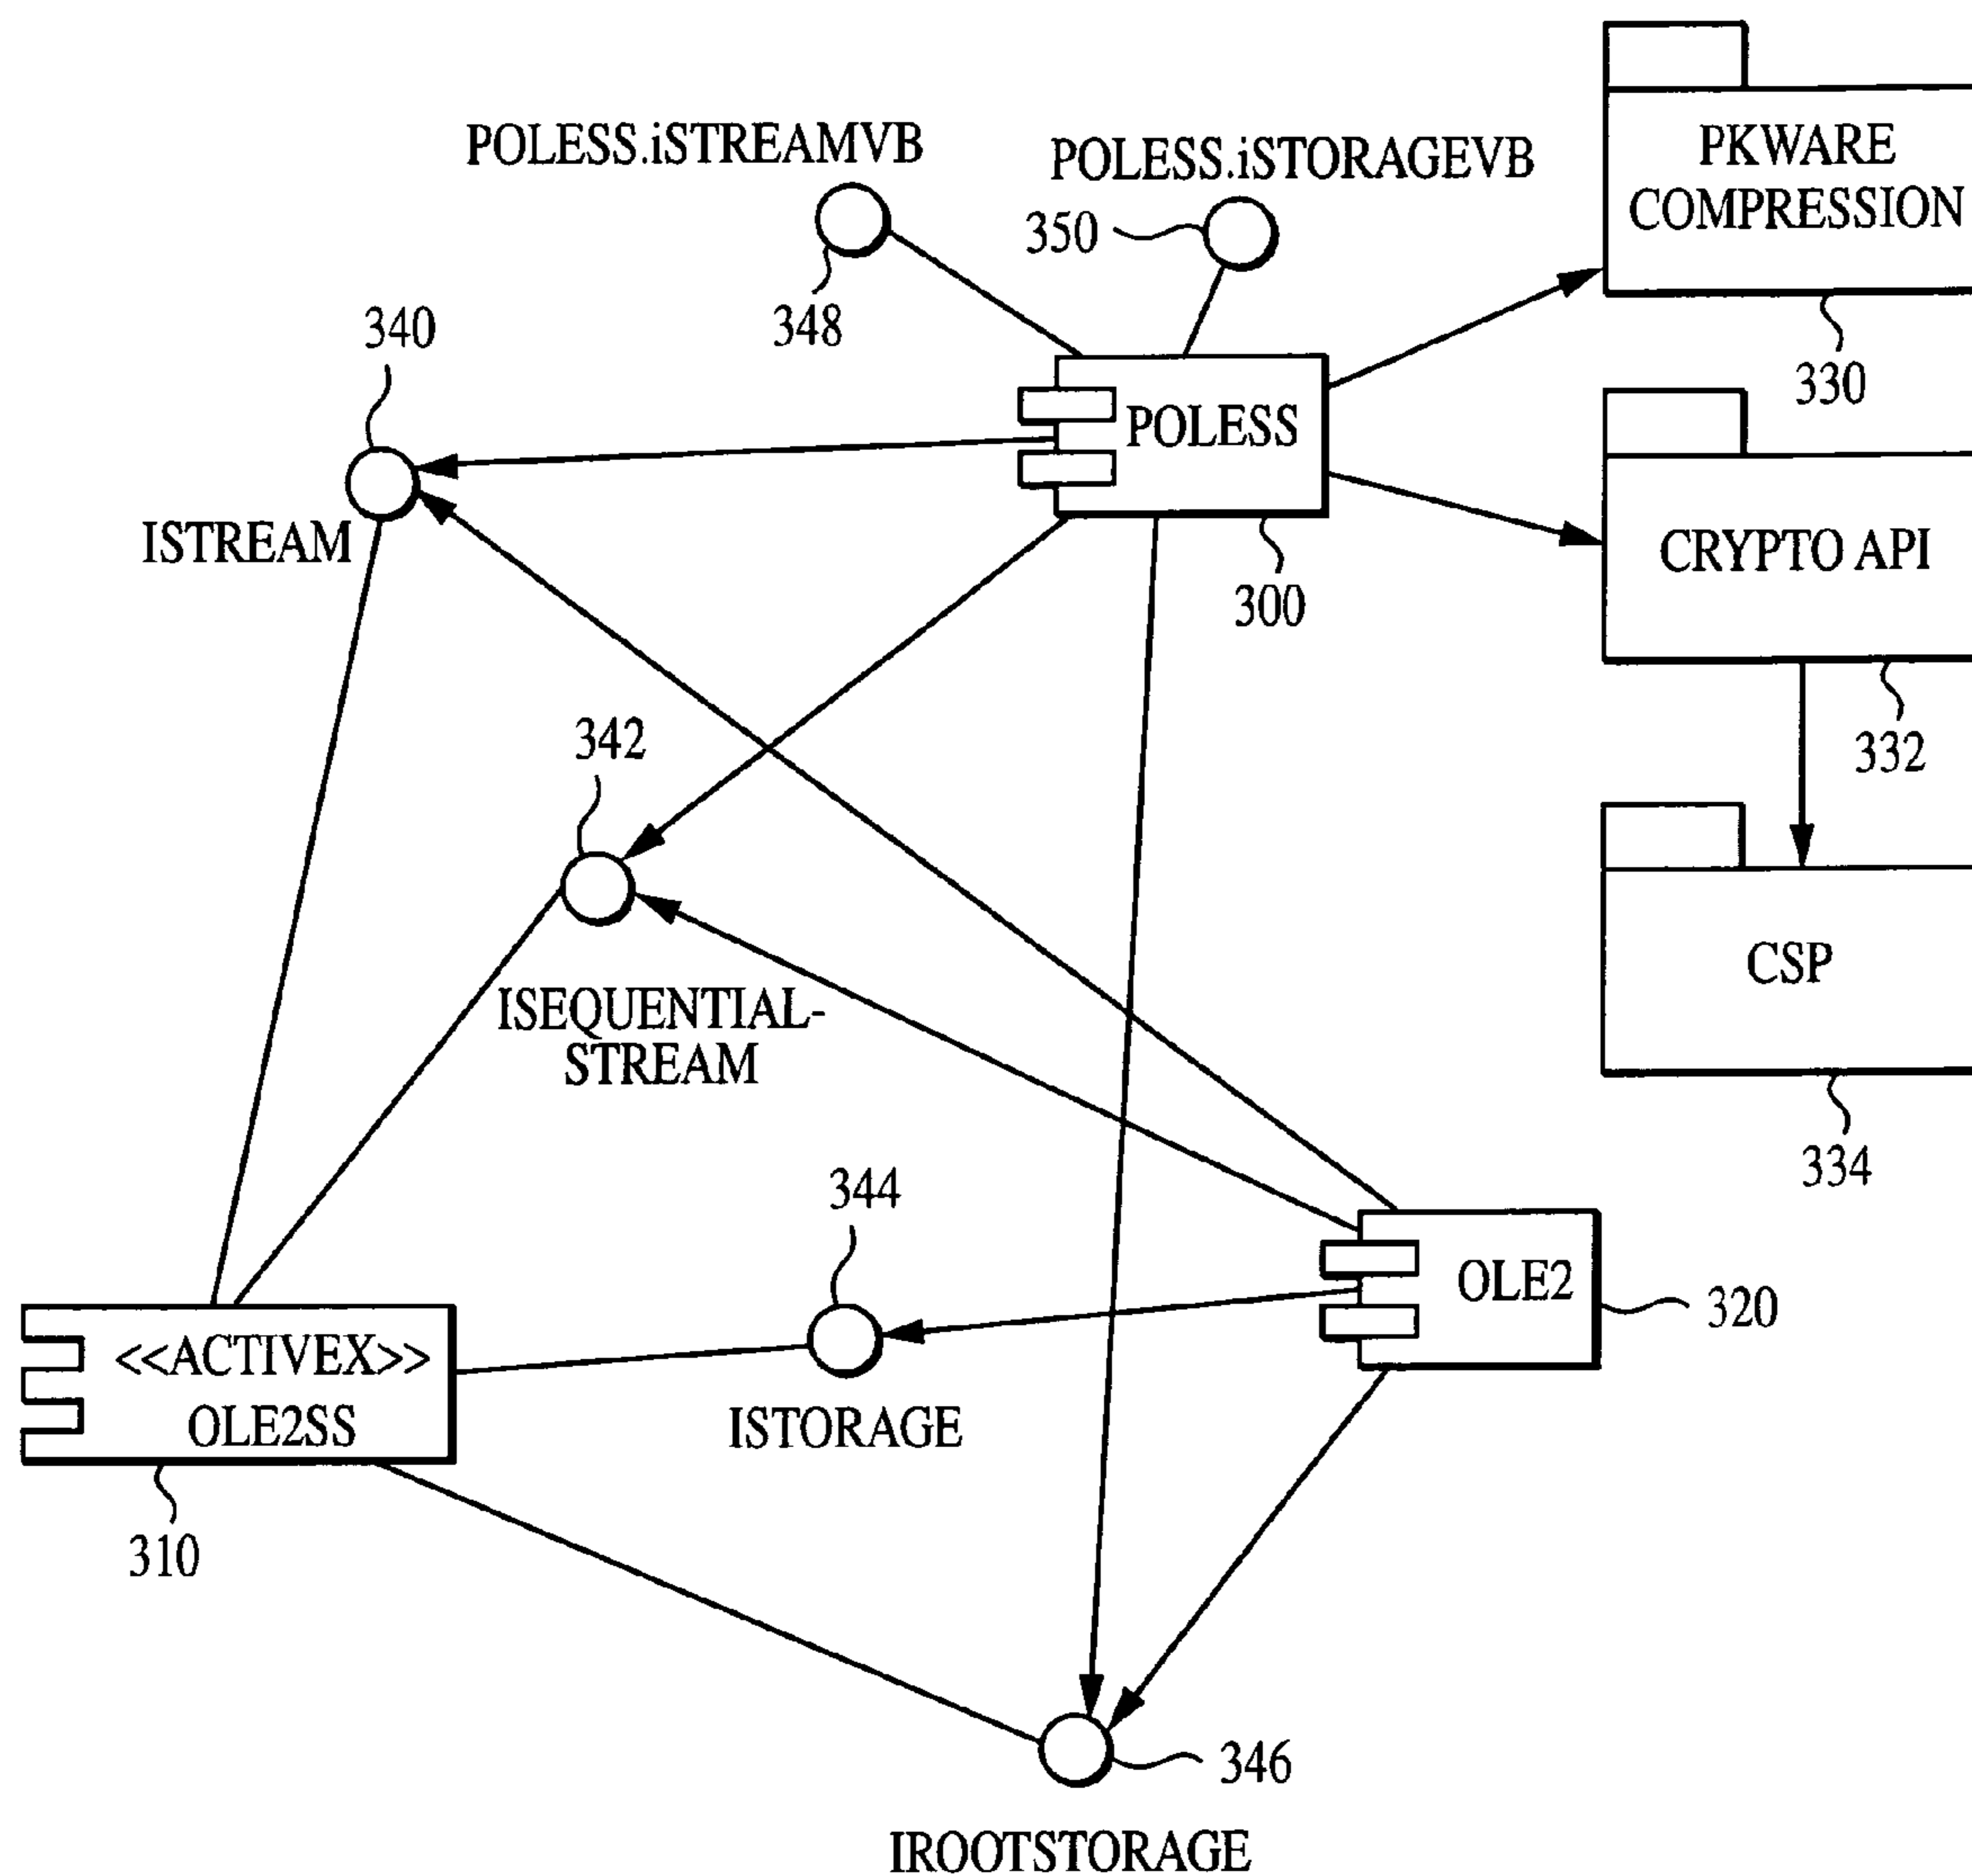 POLESS.iSTREAMVB
POLESS.iSTORAGEVB
350
348
PKWARE
COMPRESSION
330
340
ISTREAM
POLESS
300
CRYPTO API
332
342
ISEQUENTIAL-
STREAM
CSP
334
344
ISTORAGE
OLE2
320
<<ACTIVEX>>
OLE2SS
310
346
IROOTSTORAGE